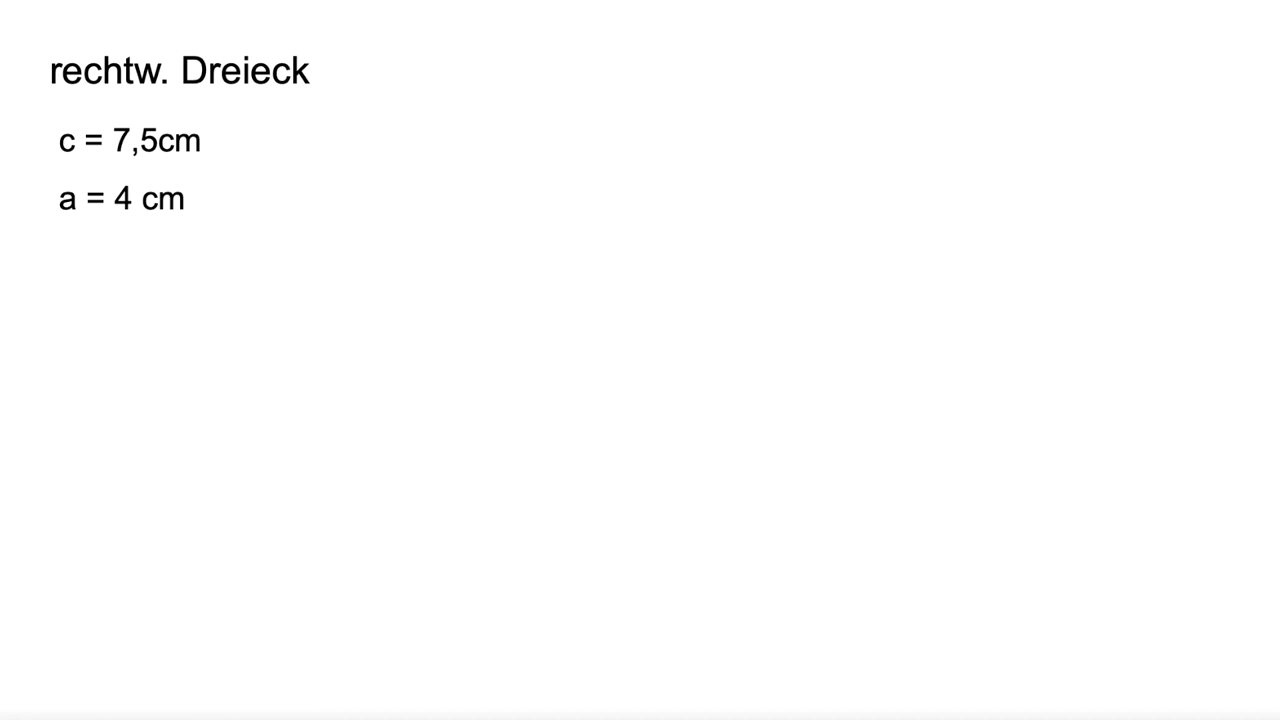 rechtw. Dreieck
c = 7,5cm
a = 4 cm